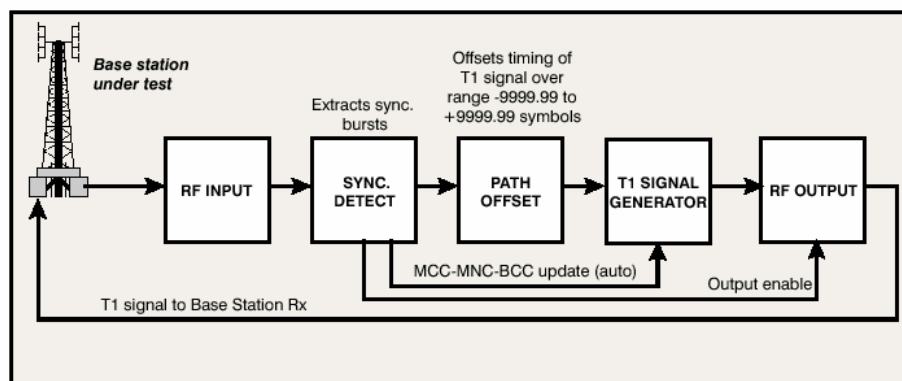 Base station
under test
Offsets timing of
T1 signal over
range -9999.99 to
+9999.99 symbols
Extracts sync.
bursts
RF INPUT
SYNC.
DETECT
PATH
OFFSET
T1 SIGNAL
GENERATOR
RF OUTPUT
MCC-MNC-BCC update (auto)
Output enable
T1 signal to Base Station Rx